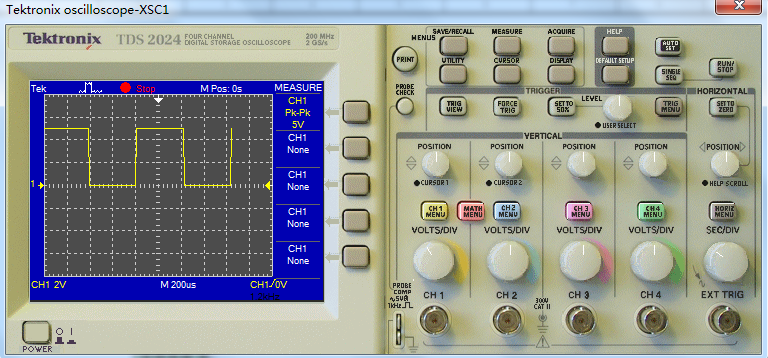 Tektronix oscilloscope-XSC1
Tektronix TDS 2024 FOUR CHANNEL DIGITAL STORAGE OSCILLOSCOPE 200 MHz 2 GS/s
Tek Stop M Pos: 0s MEASURE
CH1
Pk-Pk
5V
CH1
None
CH1
None
CH1
None
CH1
None
1
CH1 2V M 200us CH1/0V
POWER
MENUS
SAVE/RECALL MEASURE ACQUIRE
UTILITY CURSOR DISPLAY
HELP
DEFAULT SETUP
AUTO SET
SINGLE SEQ
RUN/STOP
PRINT
PROBE CHECK
TRIGGER
TRIG VIEW
FORCE TRIG
SET TO 50%
LEVEL
USER SELECT
TRIG MENU
HORIZONTAL
SET TO ZERO
VERTICAL
POSITION POSITION POSITION POSITION POSITION
CURSOR 1 CURSOR 2 HELP SCROLL
CH 1 MENU
MATH MENU
CH 2 MENU
CH 3 MENU
CH 4 MENU
HORIZ MENU
VOLTS/DIV VOLTS/DIV VOLTS/DIV VOLTS/DIV SEC/DIV
PROBE COMP
~5V
1kHz
CH 1 CH 2 300V CAT II CH 3 CH 4 EXT TRIG